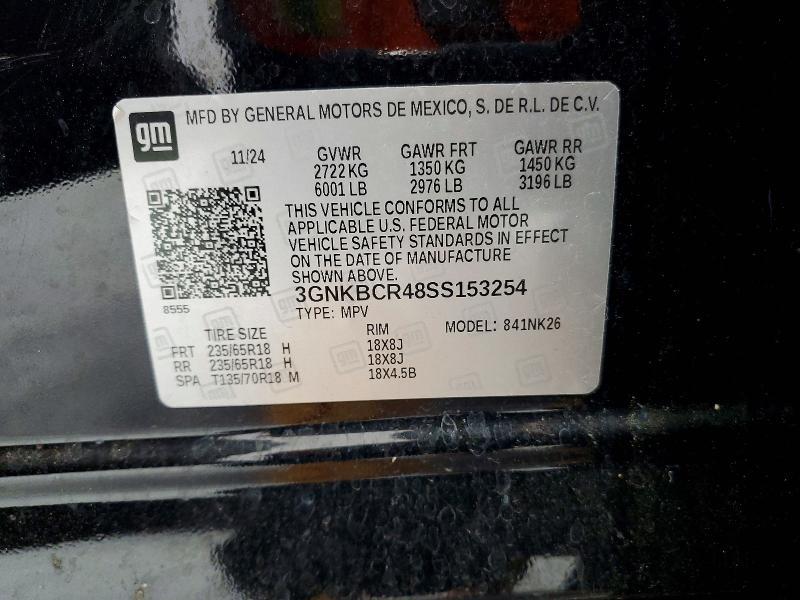 gm
MFD BY GENERAL MOTORS DE MEXICO, S. DE R.L. DE C.V.
11/24 GVWR GAWR FRT GAWR RR
2722 KG 1350 KG 1450 KG
6001 LB 2976 LB 3196 LB
THIS VEHICLE CONFORMS TO ALL
APPLICABLE U.S. FEDERAL MOTOR
VEHICLE SAFETY STANDARDS IN EFFECT
ON THE DATE OF MANUFACTURE
SHOWN ABOVE.
3GNKBCR48SS153254
8555
TYPE: MPV
TIRE SIZE RIM MODEL: 841NK26
FRT 235/65R18 H 18X8J
RR 235/65R18 H 18X8J
SPA T135/70R18 M 18X4.5B